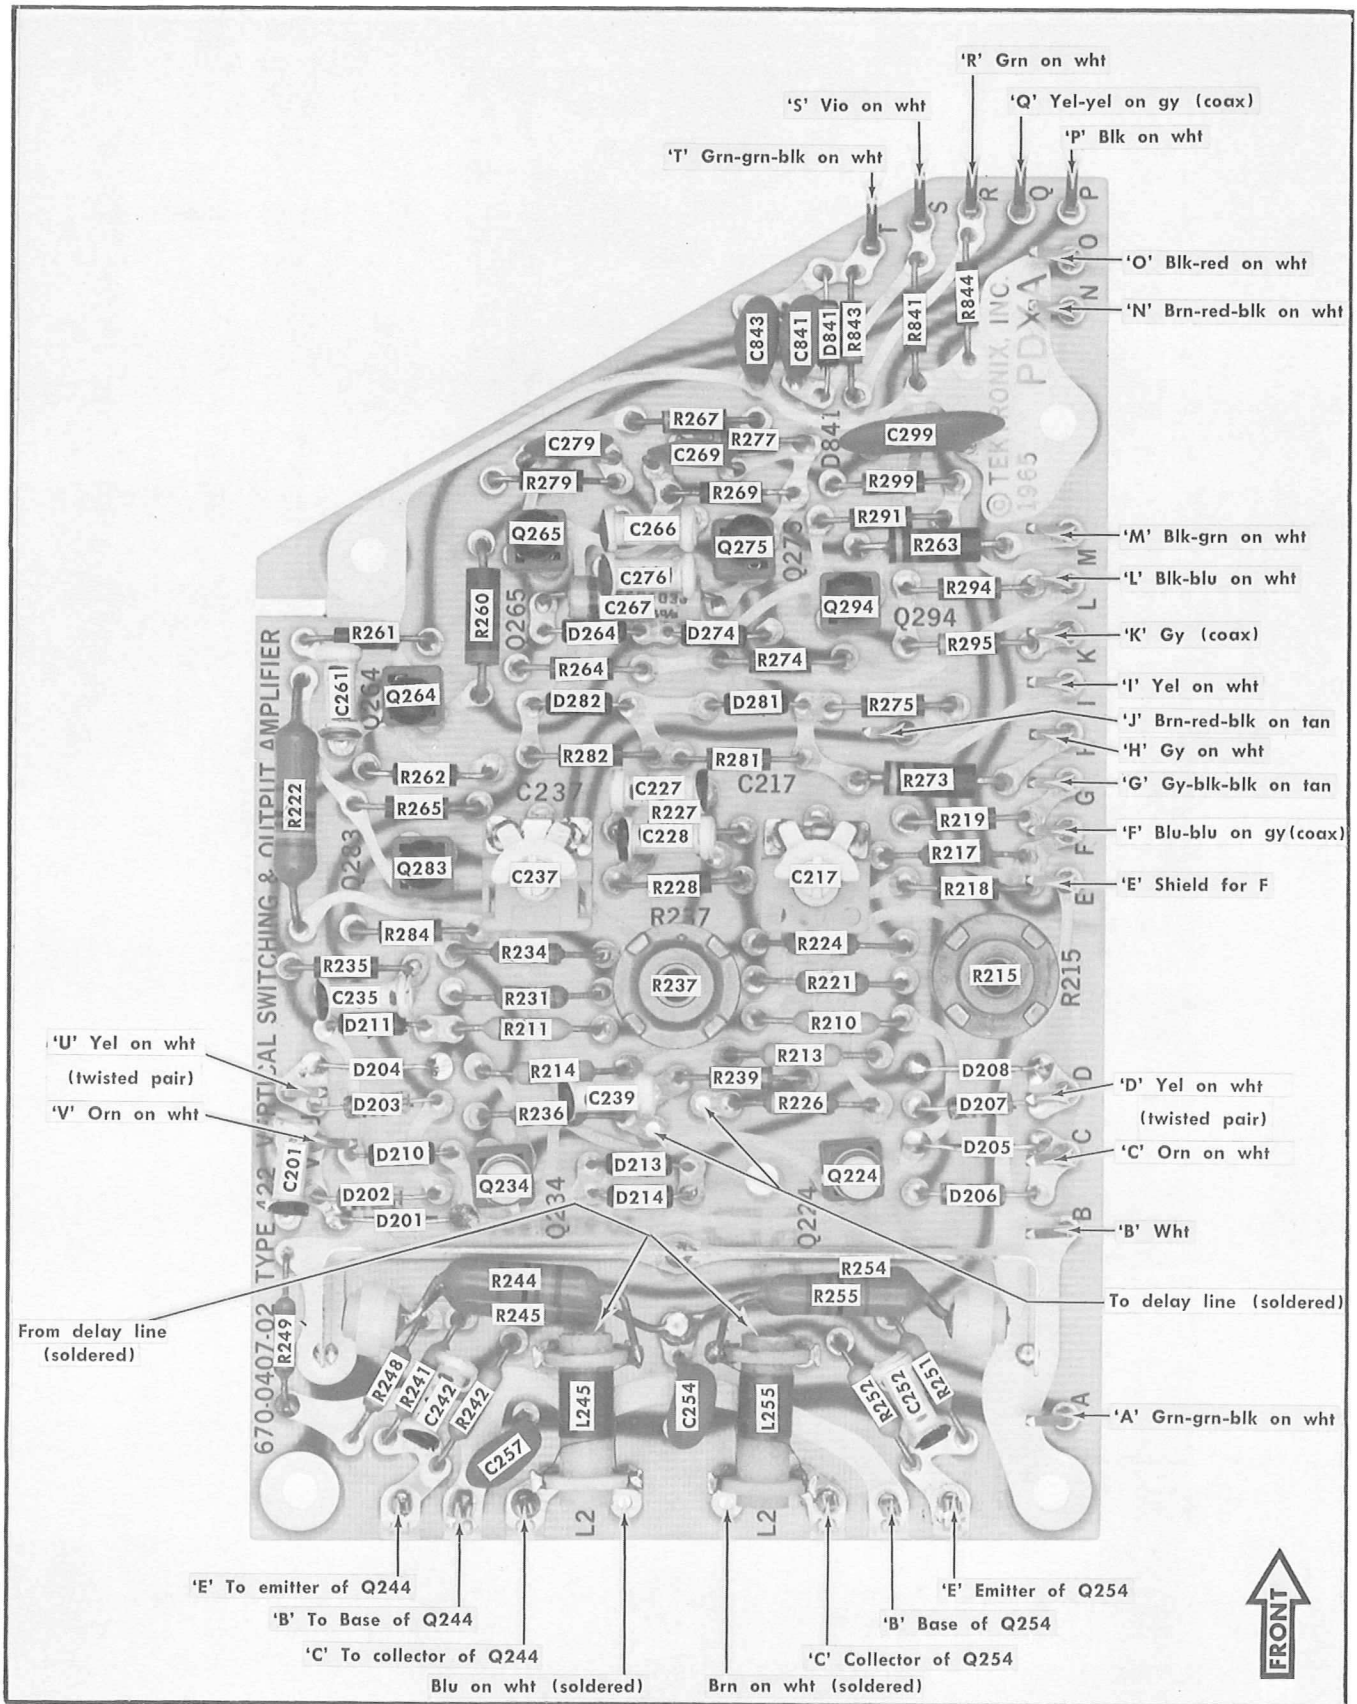 'R' Grn on wht
'S' Vio on wht
'Q' Yel-yel on gy (coax)
'P' Blk on wht
'T' Grn-grn-blk on wht
T
S
R
Q
P
O
N
'O' Blk-red on wht
'N' Brn-red-blk on wht
C843
C841
D841
R843
R841
R844
© TEKTRONIX, INC.
1965
PDX-A
D841
R267
R277
C279
C269
C299
R279
R269
R299
R291
Q265
C266
Q275
Q275
R263
'M' Blk-grn on wht
M
R260
Q265
C276
C267
Q294
Q294
R294
'L' Blk-blu on wht
L
R261
D264
D274
R295
'K' Gy (coax)
K
C261
Q264
Q264
R264
R274
'I' Yel on wht
I
D282
D281
R275
'J' Brn-red-blk on tan
'H' Gy on wht
H
R282
R281
R222
R262
C237
C227
C217
R273
'G' Gy-blk-blk on tan
G
R265
R227
C228
R219
'F' Blu-blu on gy(coax)
F
R217
Q283
Q283
C237
R228
C217
R218
'E' Shield for F
E
R237
R284
R234
R224
R235
R237
R215
R215
C235
R231
R221
D211
R211
R210
'U' Yel on wht
(twisted pair)
R213
D204
R214
R239
D208
D
'D' Yel on wht
(twisted pair)
D203
R236
C239
R226
D207
'V' Orn on wht
C
D210
D205
'C' Orn on wht
C201
Q234
D213
Q224
D202
D214
D206
D201
Q234
Q224
B
'B' Wht
670-0407-02 TYPE 422 VERTICAL SWITCHING & OUTPUT AMPLIFIER
R244
R254
R245
R255
To delay line (soldered)
From delay line
(soldered)
R249
R248
R241
C242
R242
L245
C254
L255
R252
C252
R251
A
'A' Grn-grn-blk on wht
C257
L2
L2
'E' To emitter of Q244
'E' Emitter of Q254
'B' To Base of Q244
'B' Base of Q254
'C' To collector of Q244
'C' Collector of Q254
Blu on wht (soldered)
Brn on wht (soldered)
FRONT